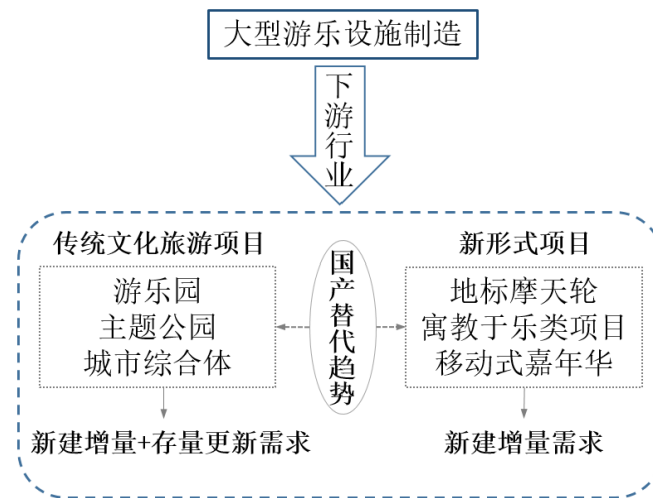 大型游乐设施制造
下游行业
传统文化旅游项目
游乐园
主题公园
城市综合体
新建增量+存量更新需求
国产替代趋势
新形式项目
地标摩天轮
寓教于乐类项目
移动式嘉年华
新建增量需求